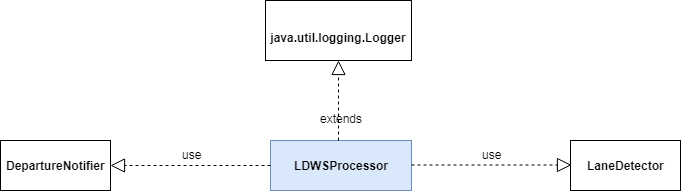 java.util.logging.Logger
extends
DepartureNotifier
use
LDWSProcessor
use
LaneDetector